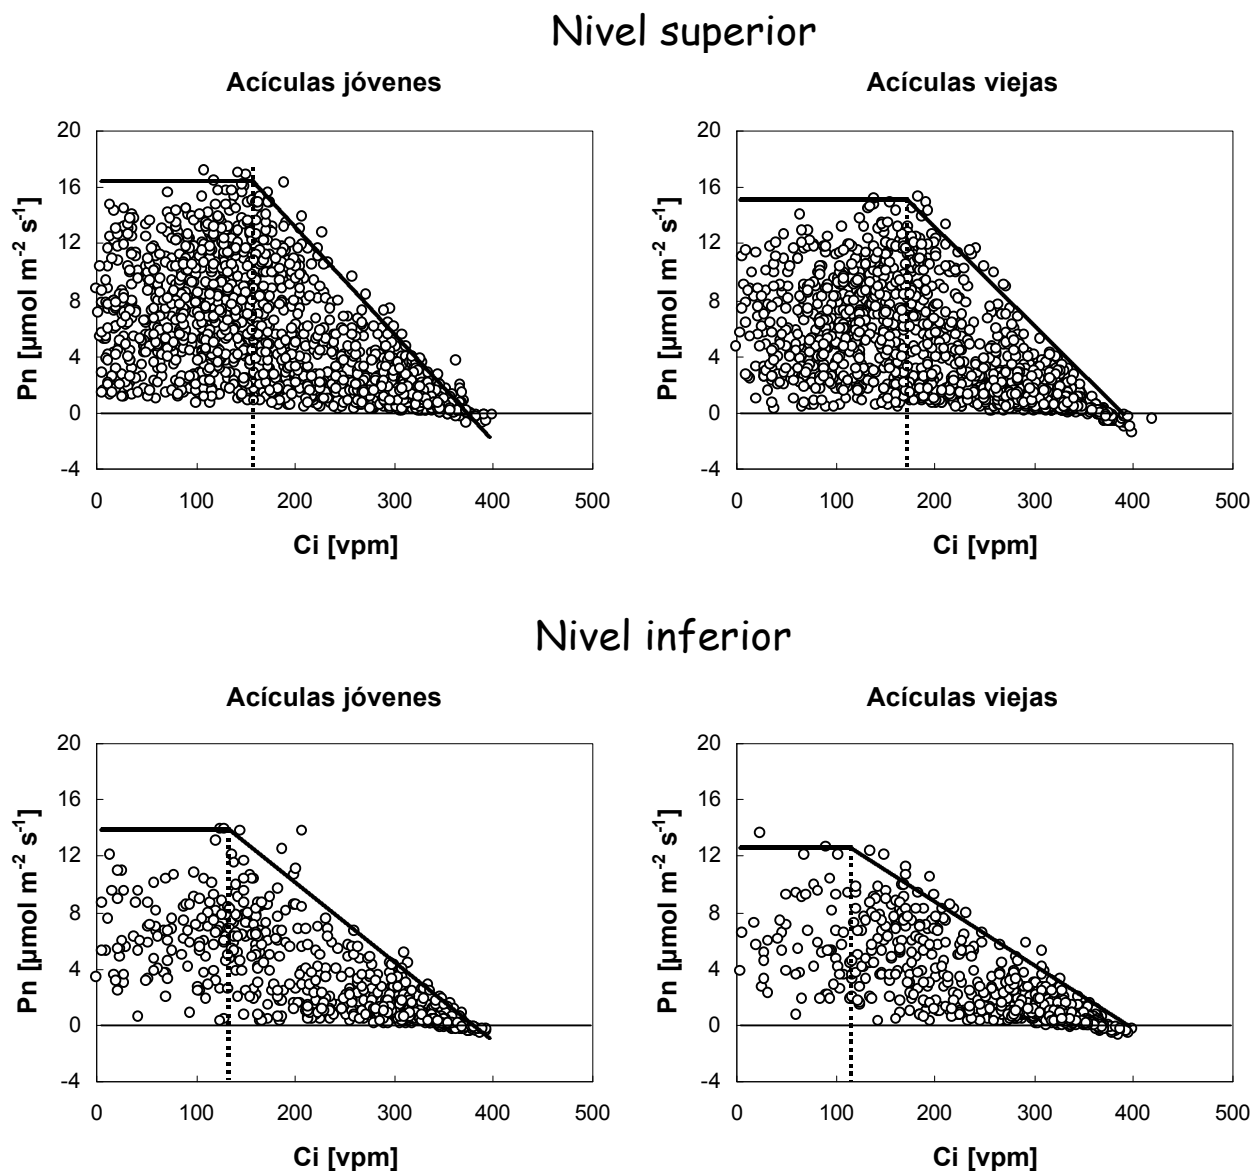 Nivel superior
Acículas jóvenes
Acículas viejas
Pn [µmol m⁻² s⁻¹]
20
16
12
8
4
0
-4
0 100 200 300 400 500
Ci [vpm]
Pn [µmol m⁻² s⁻¹]
20
16
12
8
4
0
-4
0 100 200 300 400 500
Ci [vpm]
Nivel inferior
Acículas jóvenes
Acículas viejas
Pn [µmol m⁻² s⁻¹]
20
16
12
8
4
0
-4
0 100 200 300 400 500
Ci [vpm]
Pn [µmol m⁻² s⁻¹]
20
16
12
8
4
0
-4
0 100 200 300 400 500
Ci [vpm]